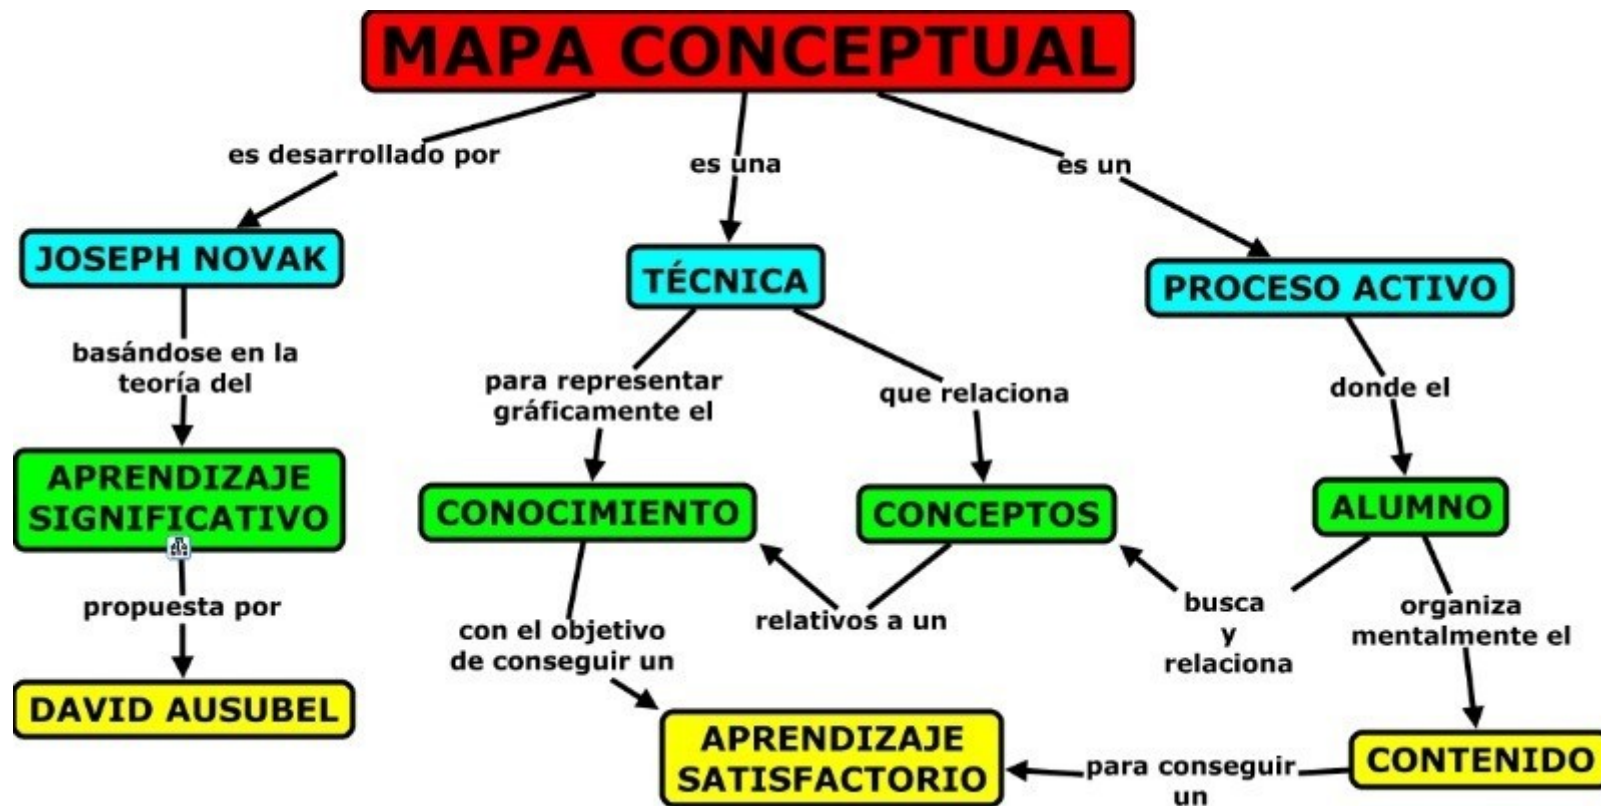 MAPA CONCEPTUAL
es desarrollado por
es una
es un
JOSEPH NOVAK
TÉCNICA
PROCESO ACTIVO
basándose en la
teoría del
para representar
gráficamente el
que relaciona
donde el
APRENDIZAJE
SIGNIFICATIVO
CONOCIMIENTO
CONCEPTOS
ALUMNO
propuesta por
con el objetivo
de conseguir un
relativos a un
busca
y
relaciona
organiza
mentalmente el
DAVID AUSUBEL
APRENDIZAJE
SATISFACTORIO
para conseguir
un
CONTENIDO